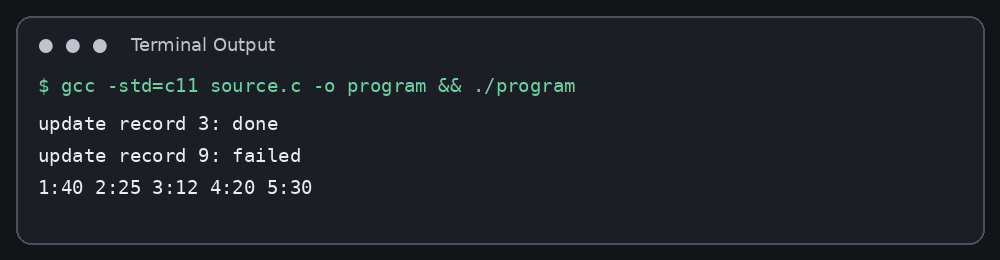 Terminal Output
$ gcc -std=c11 source.c -o program && ./program
update record 3: done
update record 9: failed
1:40 2:25 3:12 4:20 5:30